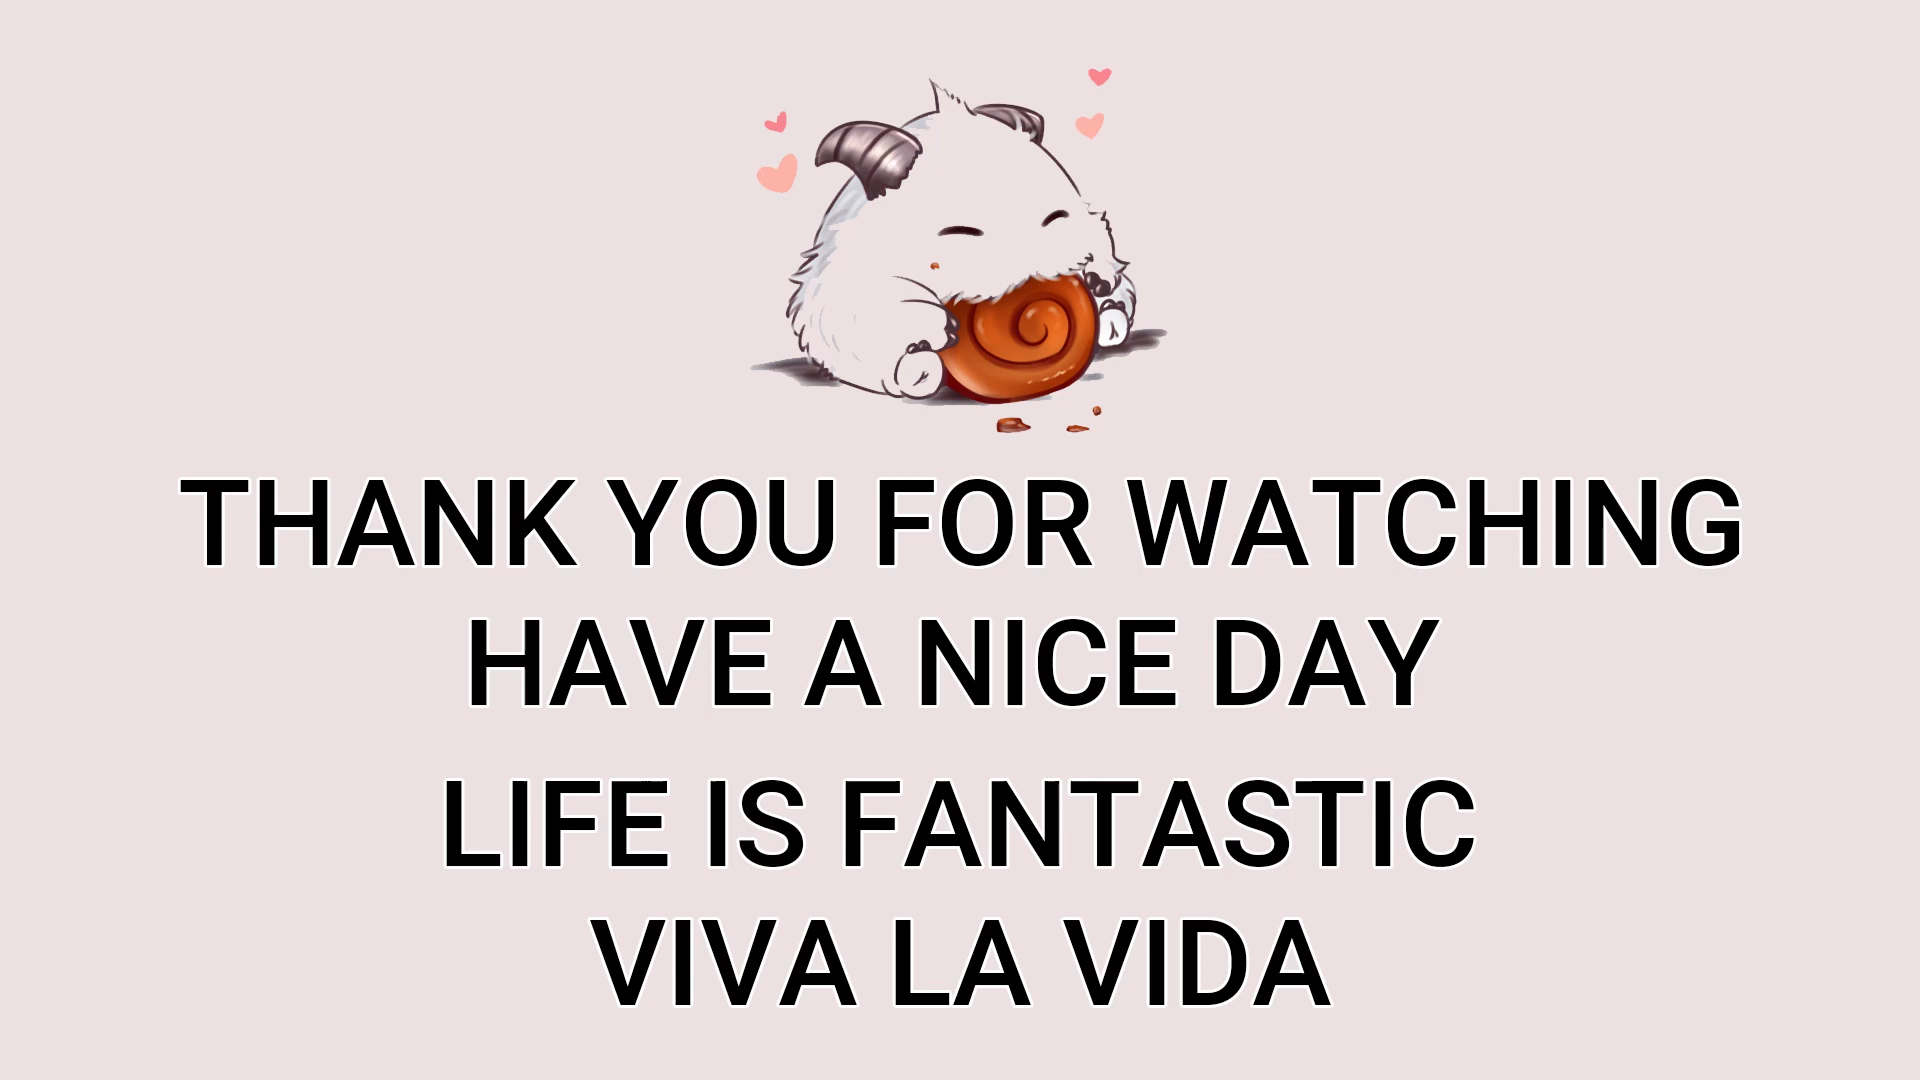 THANK YOU FOR WATCHING
HAVE A NICE DAY
LIFE IS FANTASTIC
VIVA LA VIDA